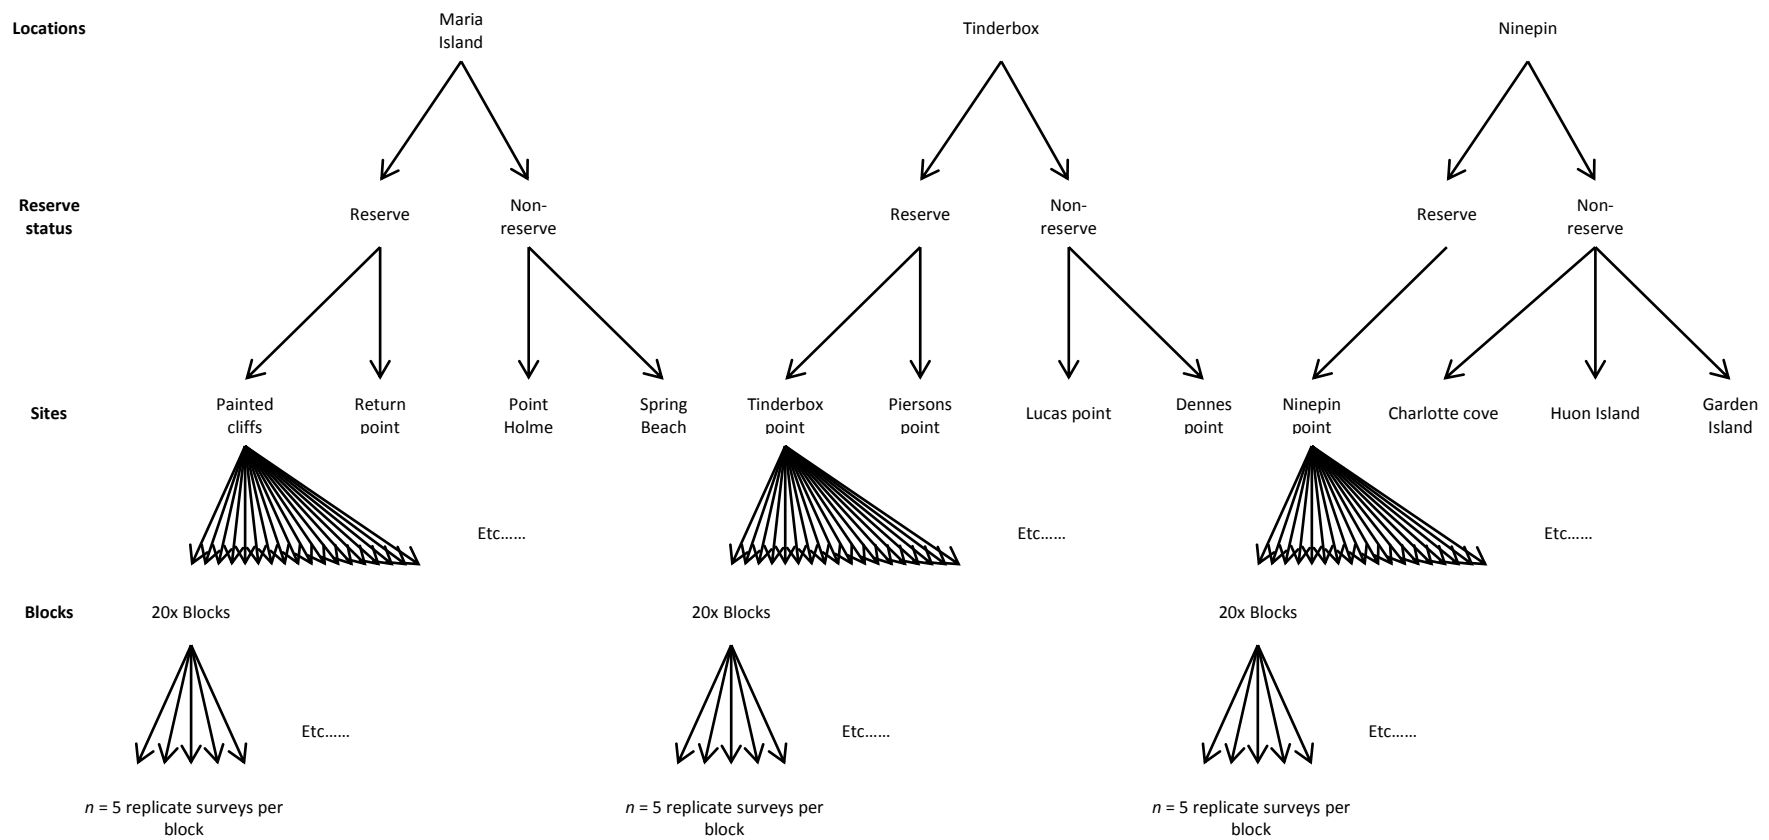 Locations
Maria
Island
Tinderbox
Ninepin
Reserve
status
Reserve
Non-
reserve
Reserve
Non-
reserve
Reserve
Non-
reserve
Sites
Painted
cliffs
Return
point
Point
Holme
Spring
Beach
Tinderbox
point
Piersons
point
Lucas point
Dennes
point
Ninepin
point
Charlotte cove
Huon Island
Garden
Island
Etc......
Etc......
Etc......
Blocks
20x Blocks
20x Blocks
20x Blocks
Etc......
Etc......
Etc......
n = 5 replicate surveys per
block
n = 5 replicate surveys per
block
n = 5 replicate surveys per
block